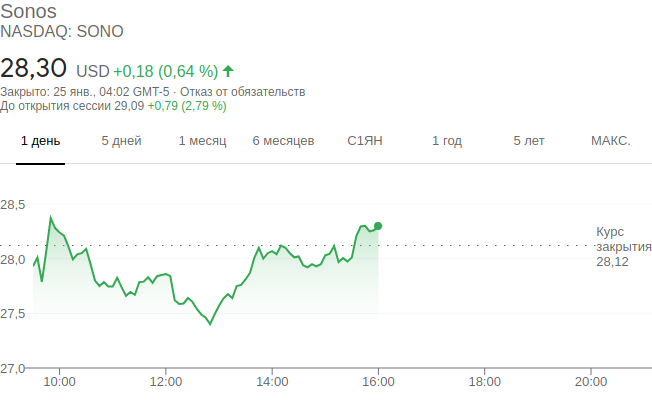 Sonos
NASDAQ: SONO
28,30 USD +0,18 (0,64 %)
Закрыто: 25 янв., 04:02 GMT-5 · Отказ от обязательств
До открытия сессии 29,09 +0,79 (2,79 %)
1 день 5 дней 1 месяц 6 месяцев С1ЯН 1 год 5 лет МАКС.
28,5
Курс
закрытия
28,12
28,0
27,5
27,0
10:00 12:00 14:00 16:00 18:00 20:00